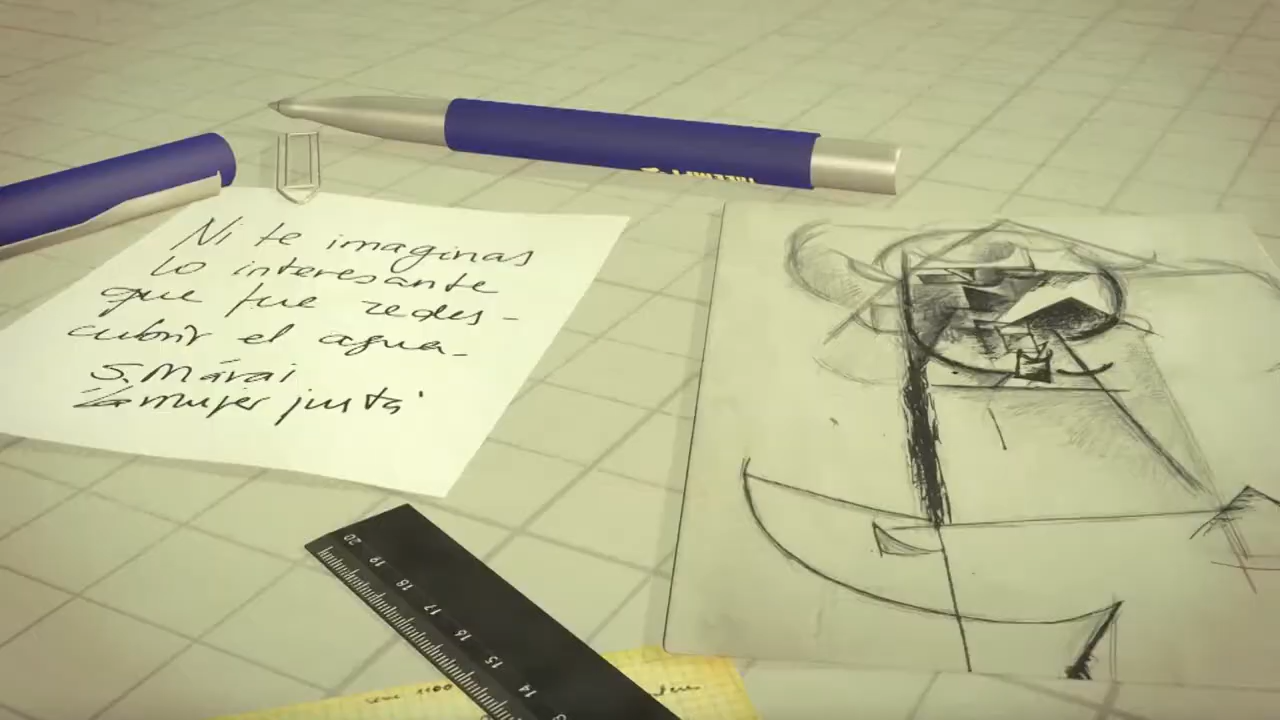 Ni te imaginas
lo interesante
que fue redes-
cubrir el agua.
S. Márai
La mujer justa
20
19
18
17
16
15
14